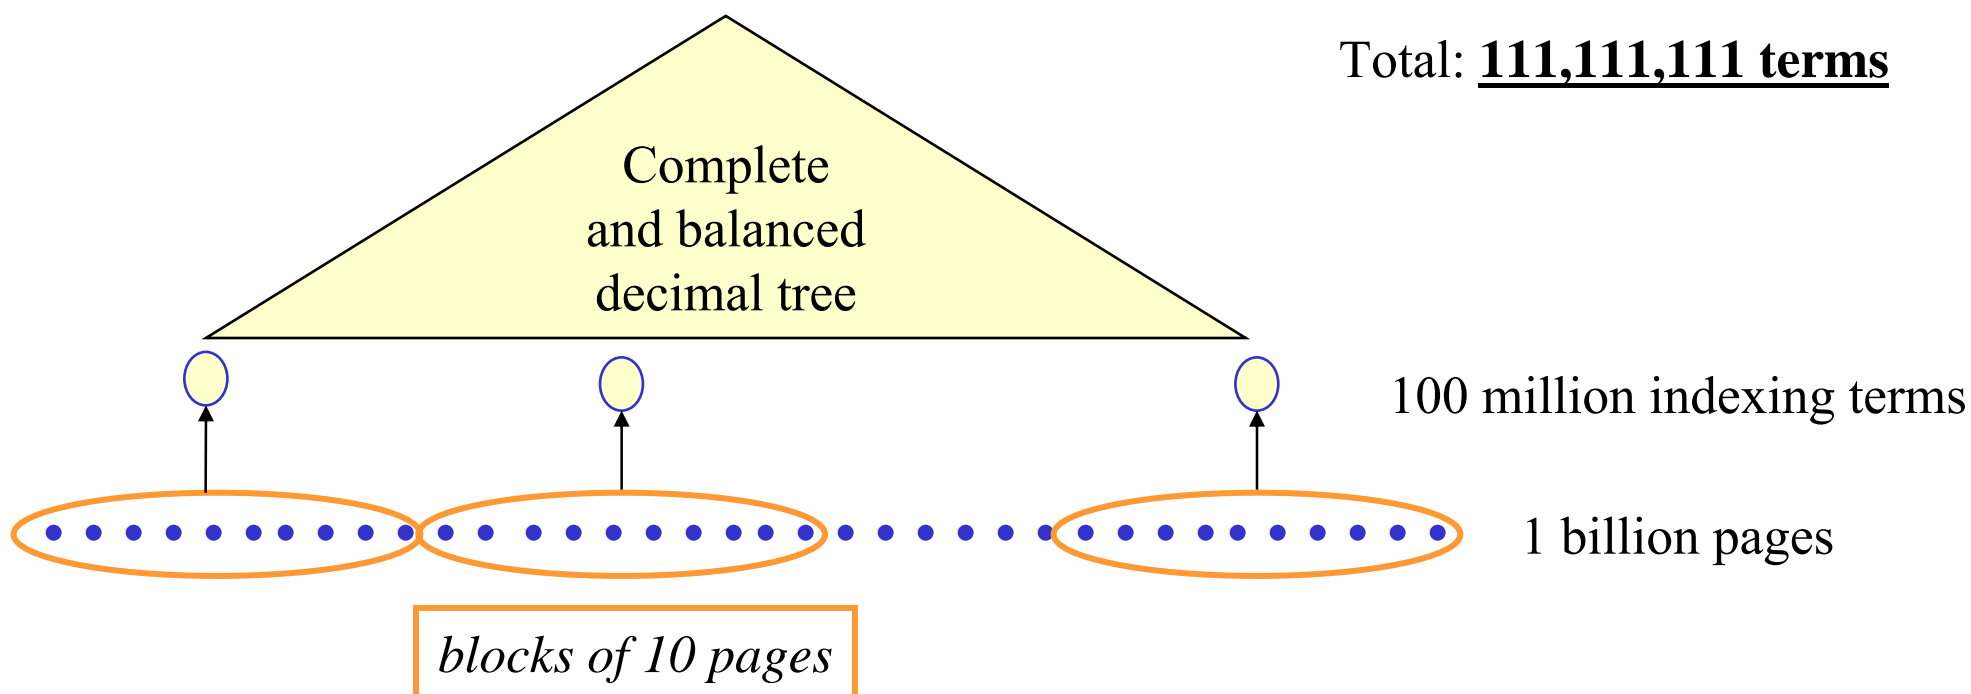 Total: 111,111,111 terms
Complete
and balanced
decimal tree
100 million indexing terms
1 billion pages
blocks of 10 pages